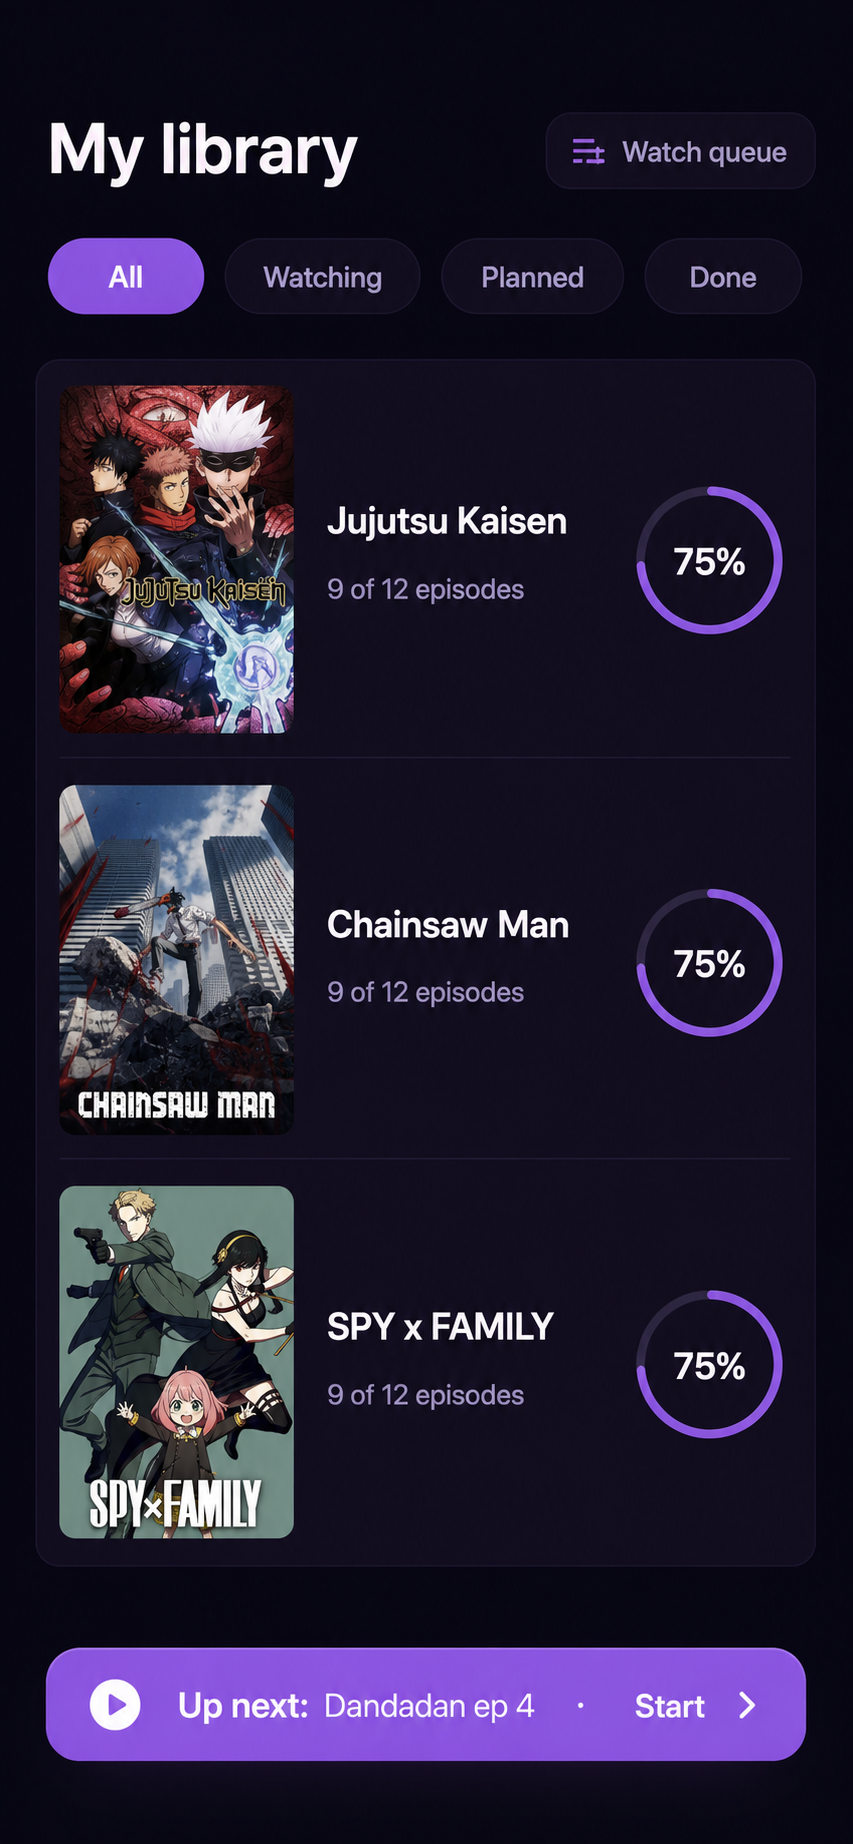 My library
Watch queue
All
Watching
Planned
Done
JUJUTSU KAISEN
Jujutsu Kaisen
9 of 12 episodes
75%
CHAINSAW MAN
Chainsaw Man
9 of 12 episodes
75%
SPY×FAMILY
SPY x FAMILY
9 of 12 episodes
75%
Up next: Dandadan ep 4 · Start